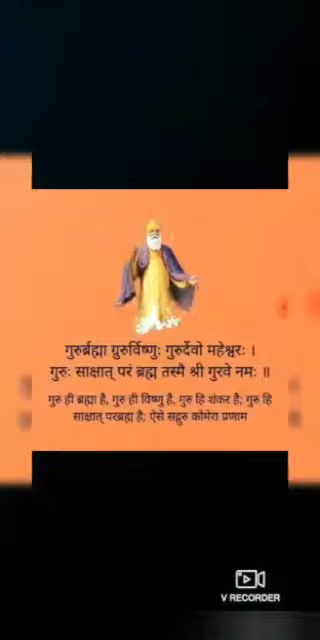 गुरुर्ब्रह्मा गुरुर्विष्णुः गुरुर्देवो महेश्वरः ।
गुरुः साक्षात् परं ब्रह्म तस्मै श्री गुरवे नमः ॥
गुरु ही ब्रह्मा है, गुरु ही विष्णु है, गुरु हि शंकर है; गुरु हि
साक्षात् परब्रह्म है; ऐसे सद्गुरु कोमेरा प्रणाम
V RECORDER